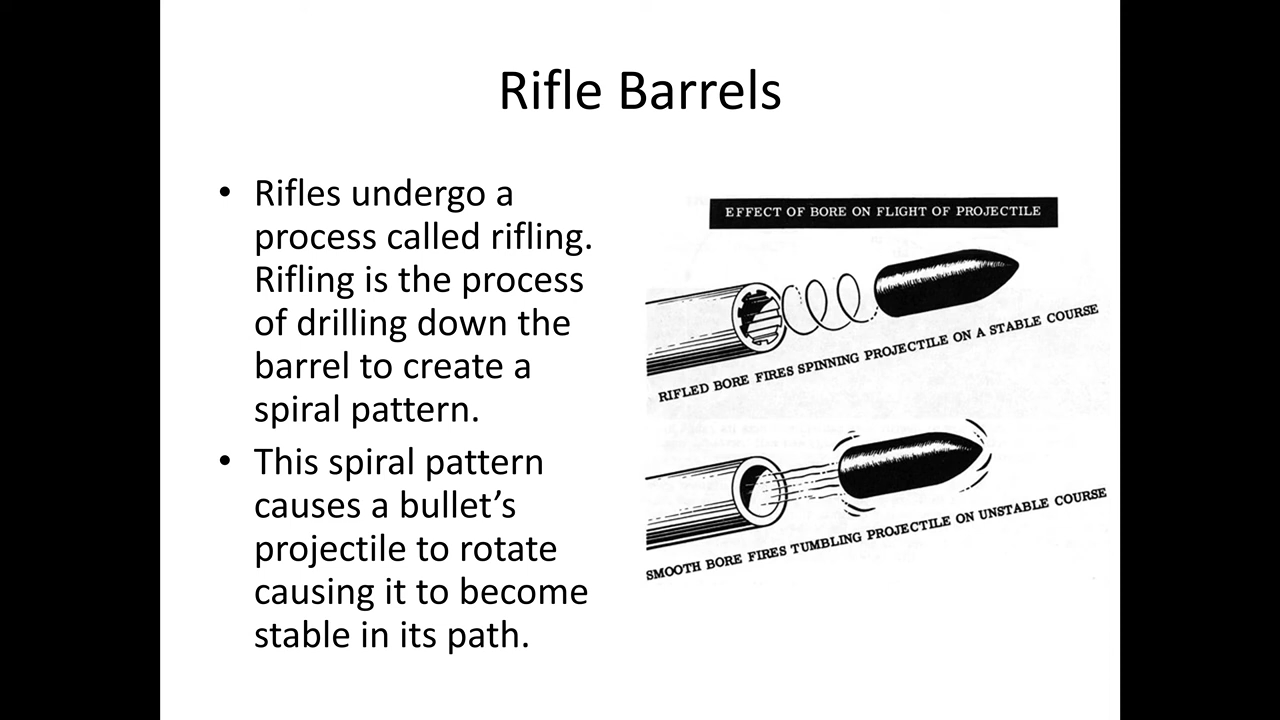 Rifle Barrels
• Rifles undergo a
process called rifling.
Rifling is the process
of drilling down the
barrel to create a
spiral pattern.
• This spiral pattern
causes a bullet’s
projectile to rotate
causing it to become
stable in its path.
EFFECT OF BORE ON FLIGHT OF PROJECTILE
RIFLED BORE FIRES SPINNING PROJECTILE ON A STABLE COURSE
SMOOTH BORE FIRES TUMBLING PROJECTILE ON UNSTABLE COURSE